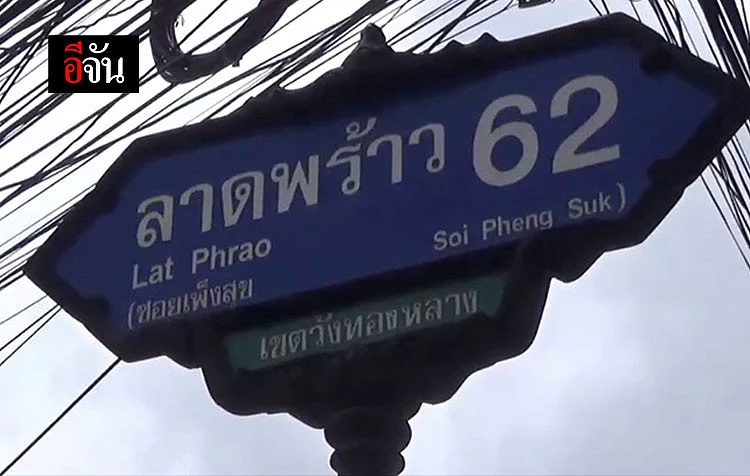 อีจัน
ลาดพร้าว 62
Lat Phrao
(ซอยเพ็งสุข Soi Pheng Suk)
เขตวังทองหลาง